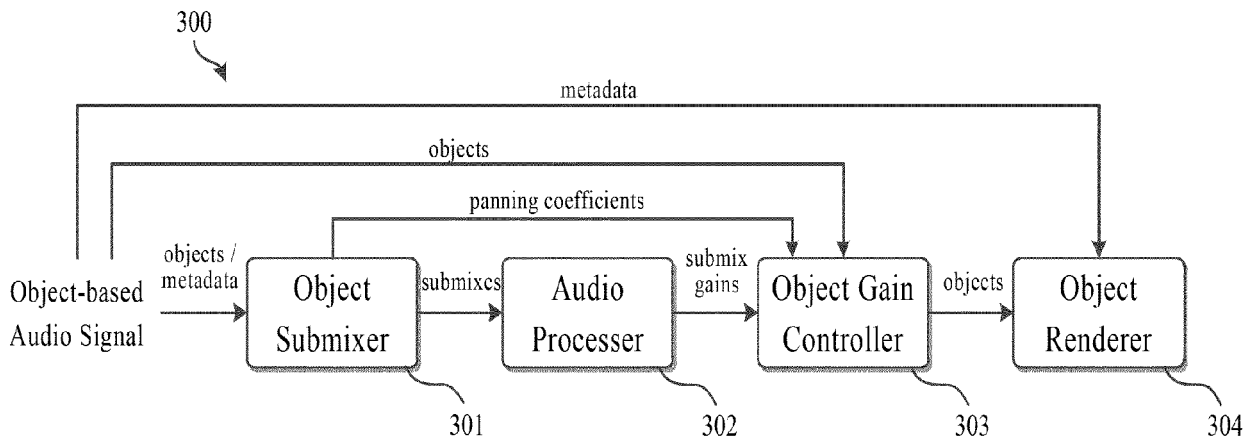 300
metadata
objects
panning coefficients
objects /
metadata
submixes
submix
gains
objects
Object-based
Audio Signal
Object
Submixer
Audio
Processer
Object Gain
Controller
Object
Renderer
301
302
303
304